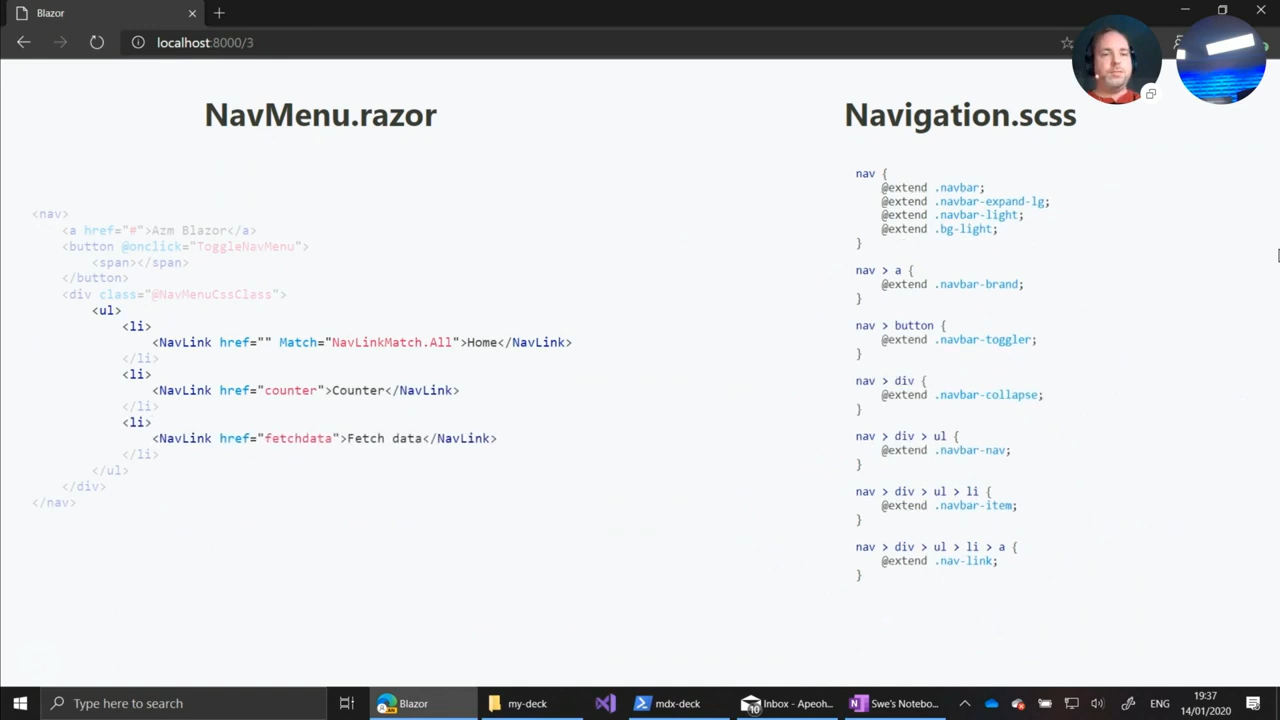 Blazor
localhost:8000/3
NavMenu.razor
<nav>
<a href="#">Azm Blazor</a>
<button @onclick="ToggleNavMenu">
<span></span>
</button>
<div class="@NavMenuCssClass">
<ul>
<li>
<NavLink href="" Match="NavLinkMatch.All">Home</NavLink>
</li>
<li>
<NavLink href="counter">Counter</NavLink>
</li>
<li>
<NavLink href="fetchdata">Fetch data</NavLink>
</li>
</ul>
</div>
</nav>
Navigation.scss
nav {
@extend .navbar;
@extend .navbar-expand-lg;
@extend .navbar-light;
@extend .bg-light;
}
nav > a {
@extend .navbar-brand;
}
nav > button {
@extend .navbar-toggler;
}
nav > div {
@extend .navbar-collapse;
}
nav > div > ul {
@extend .navbar-nav;
}
nav > div > ul > li {
@extend .navbar-item;
}
nav > div > ul > li > a {
@extend .nav-link;
}
Type here to search
Blazor
my-deck
mdx-deck
10
Inbox - Apeoh...
Swe's Notebo...
ENG
19:37
14/01/2020